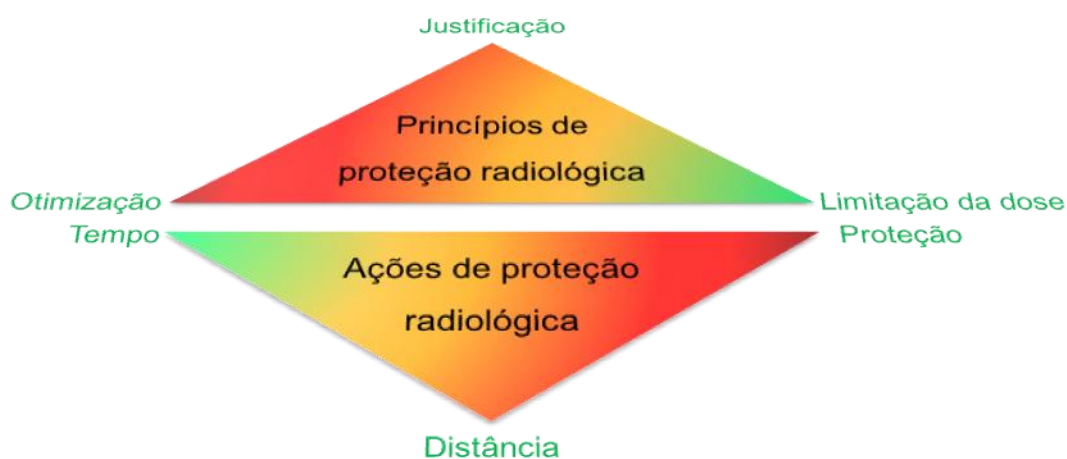 Justificação
Princípios de
proteção radiológica
Otimização
Limitação da dose
Tempo
Proteção
Ações de proteção
radiológica
Distância